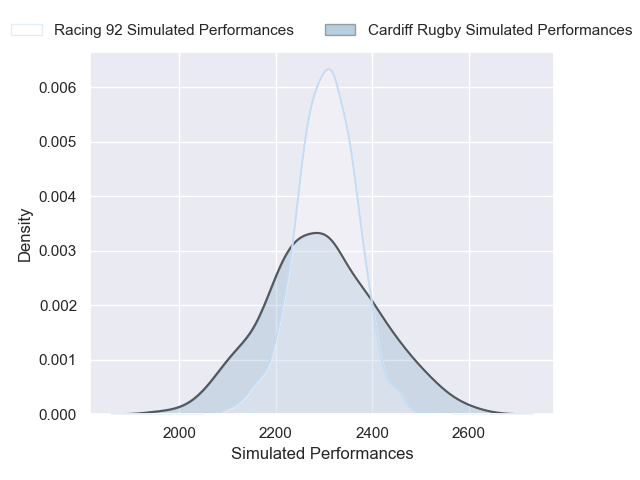 Racing 92 Simulated Performances Cardiff Rugby Simulated Performances
0.006
0.005
0.004
0.003
0.002
0.001
0.000
Density
2000 2200 2400 2600
Simulated Performances